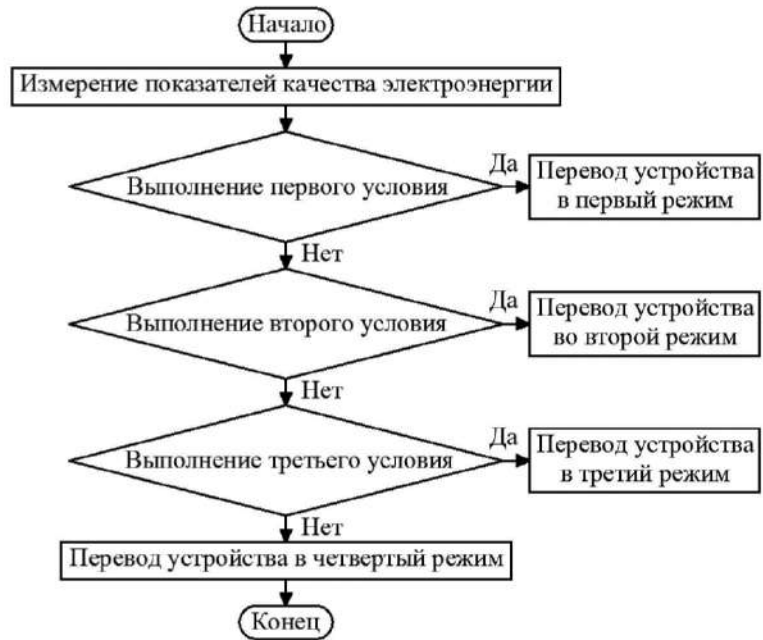 Начало
Измерение показателей качества электроэнергии
Выполнение первого условия
Да
Перевод устройства
в первый режим
Нет
Выполнение второго условия
Да
Перевод устройства
во второй режим
Нет
Выполнение третьего условия
Да
Перевод устройства
в третий режим
Нет
Перевод устройства в четвертый режим
Конец